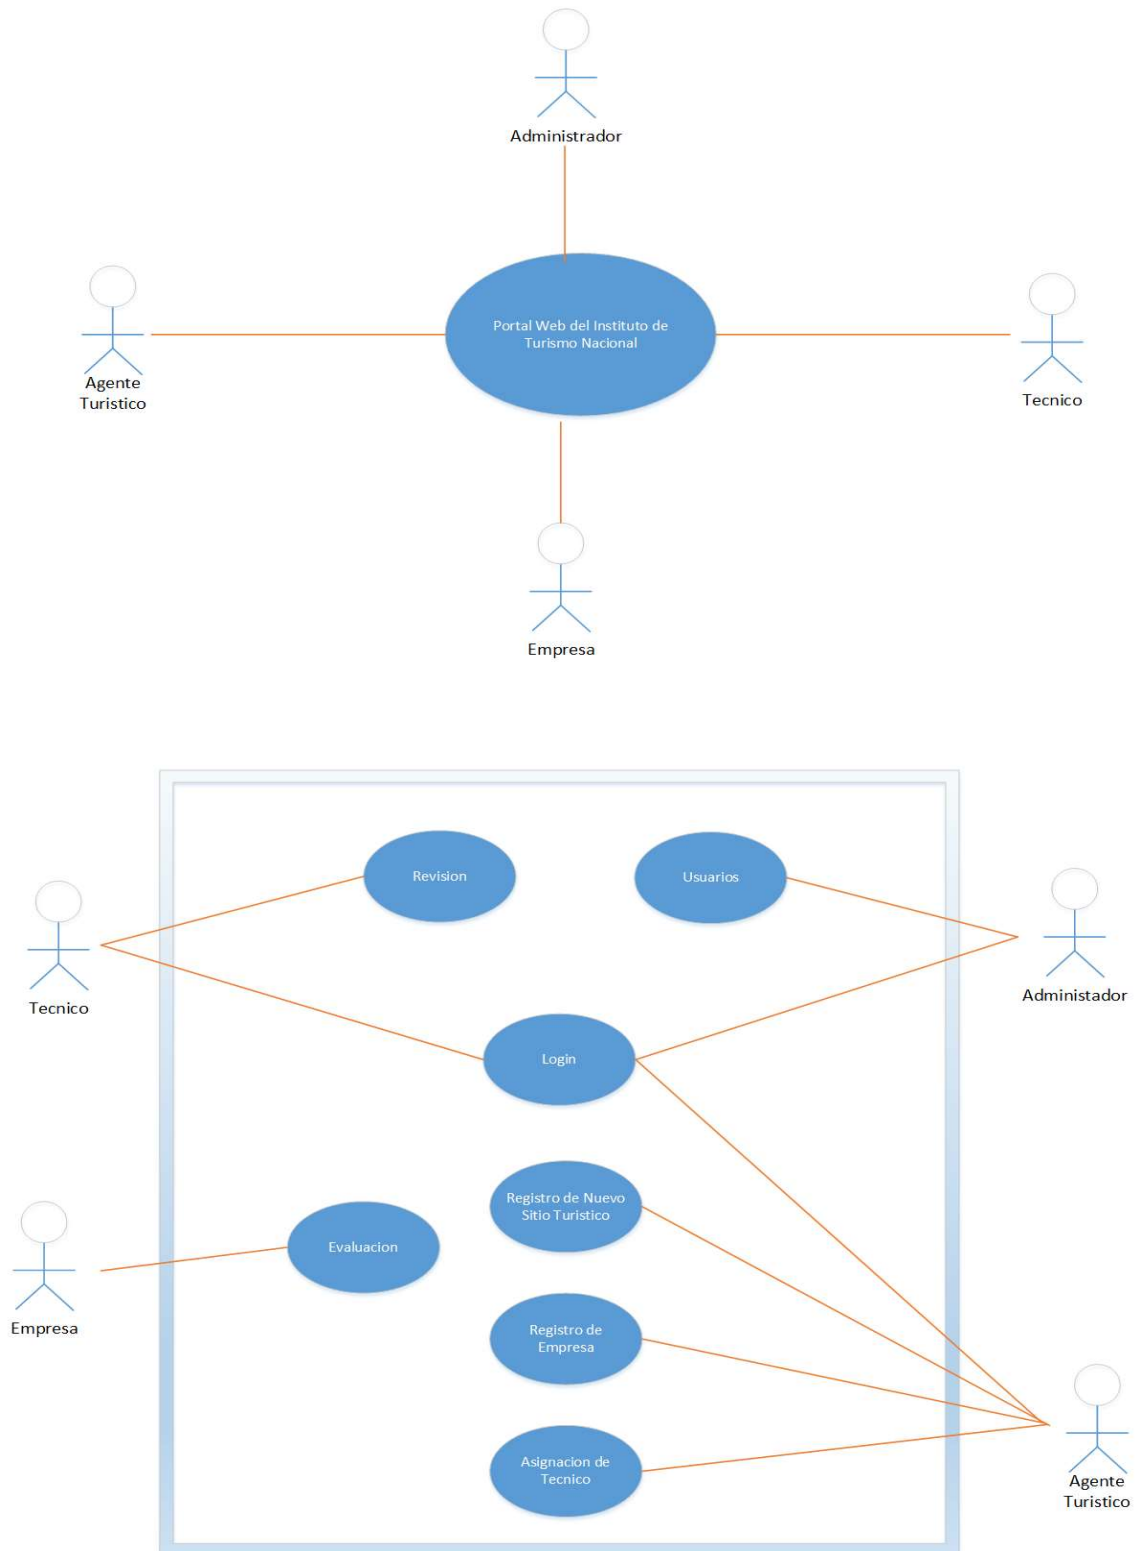 Administrador
Portal Web del Instituto de
Turismo Nacional
Agente
Turistico
Tecnico
Empresa
Revision
Usuarios
Tecnico
Administador
Login
Registro de Nuevo
Sitio Turistico
Evaluacion
Empresa
Registro de
Empresa
Asignacion de
Tecnico
Agente
Turistico